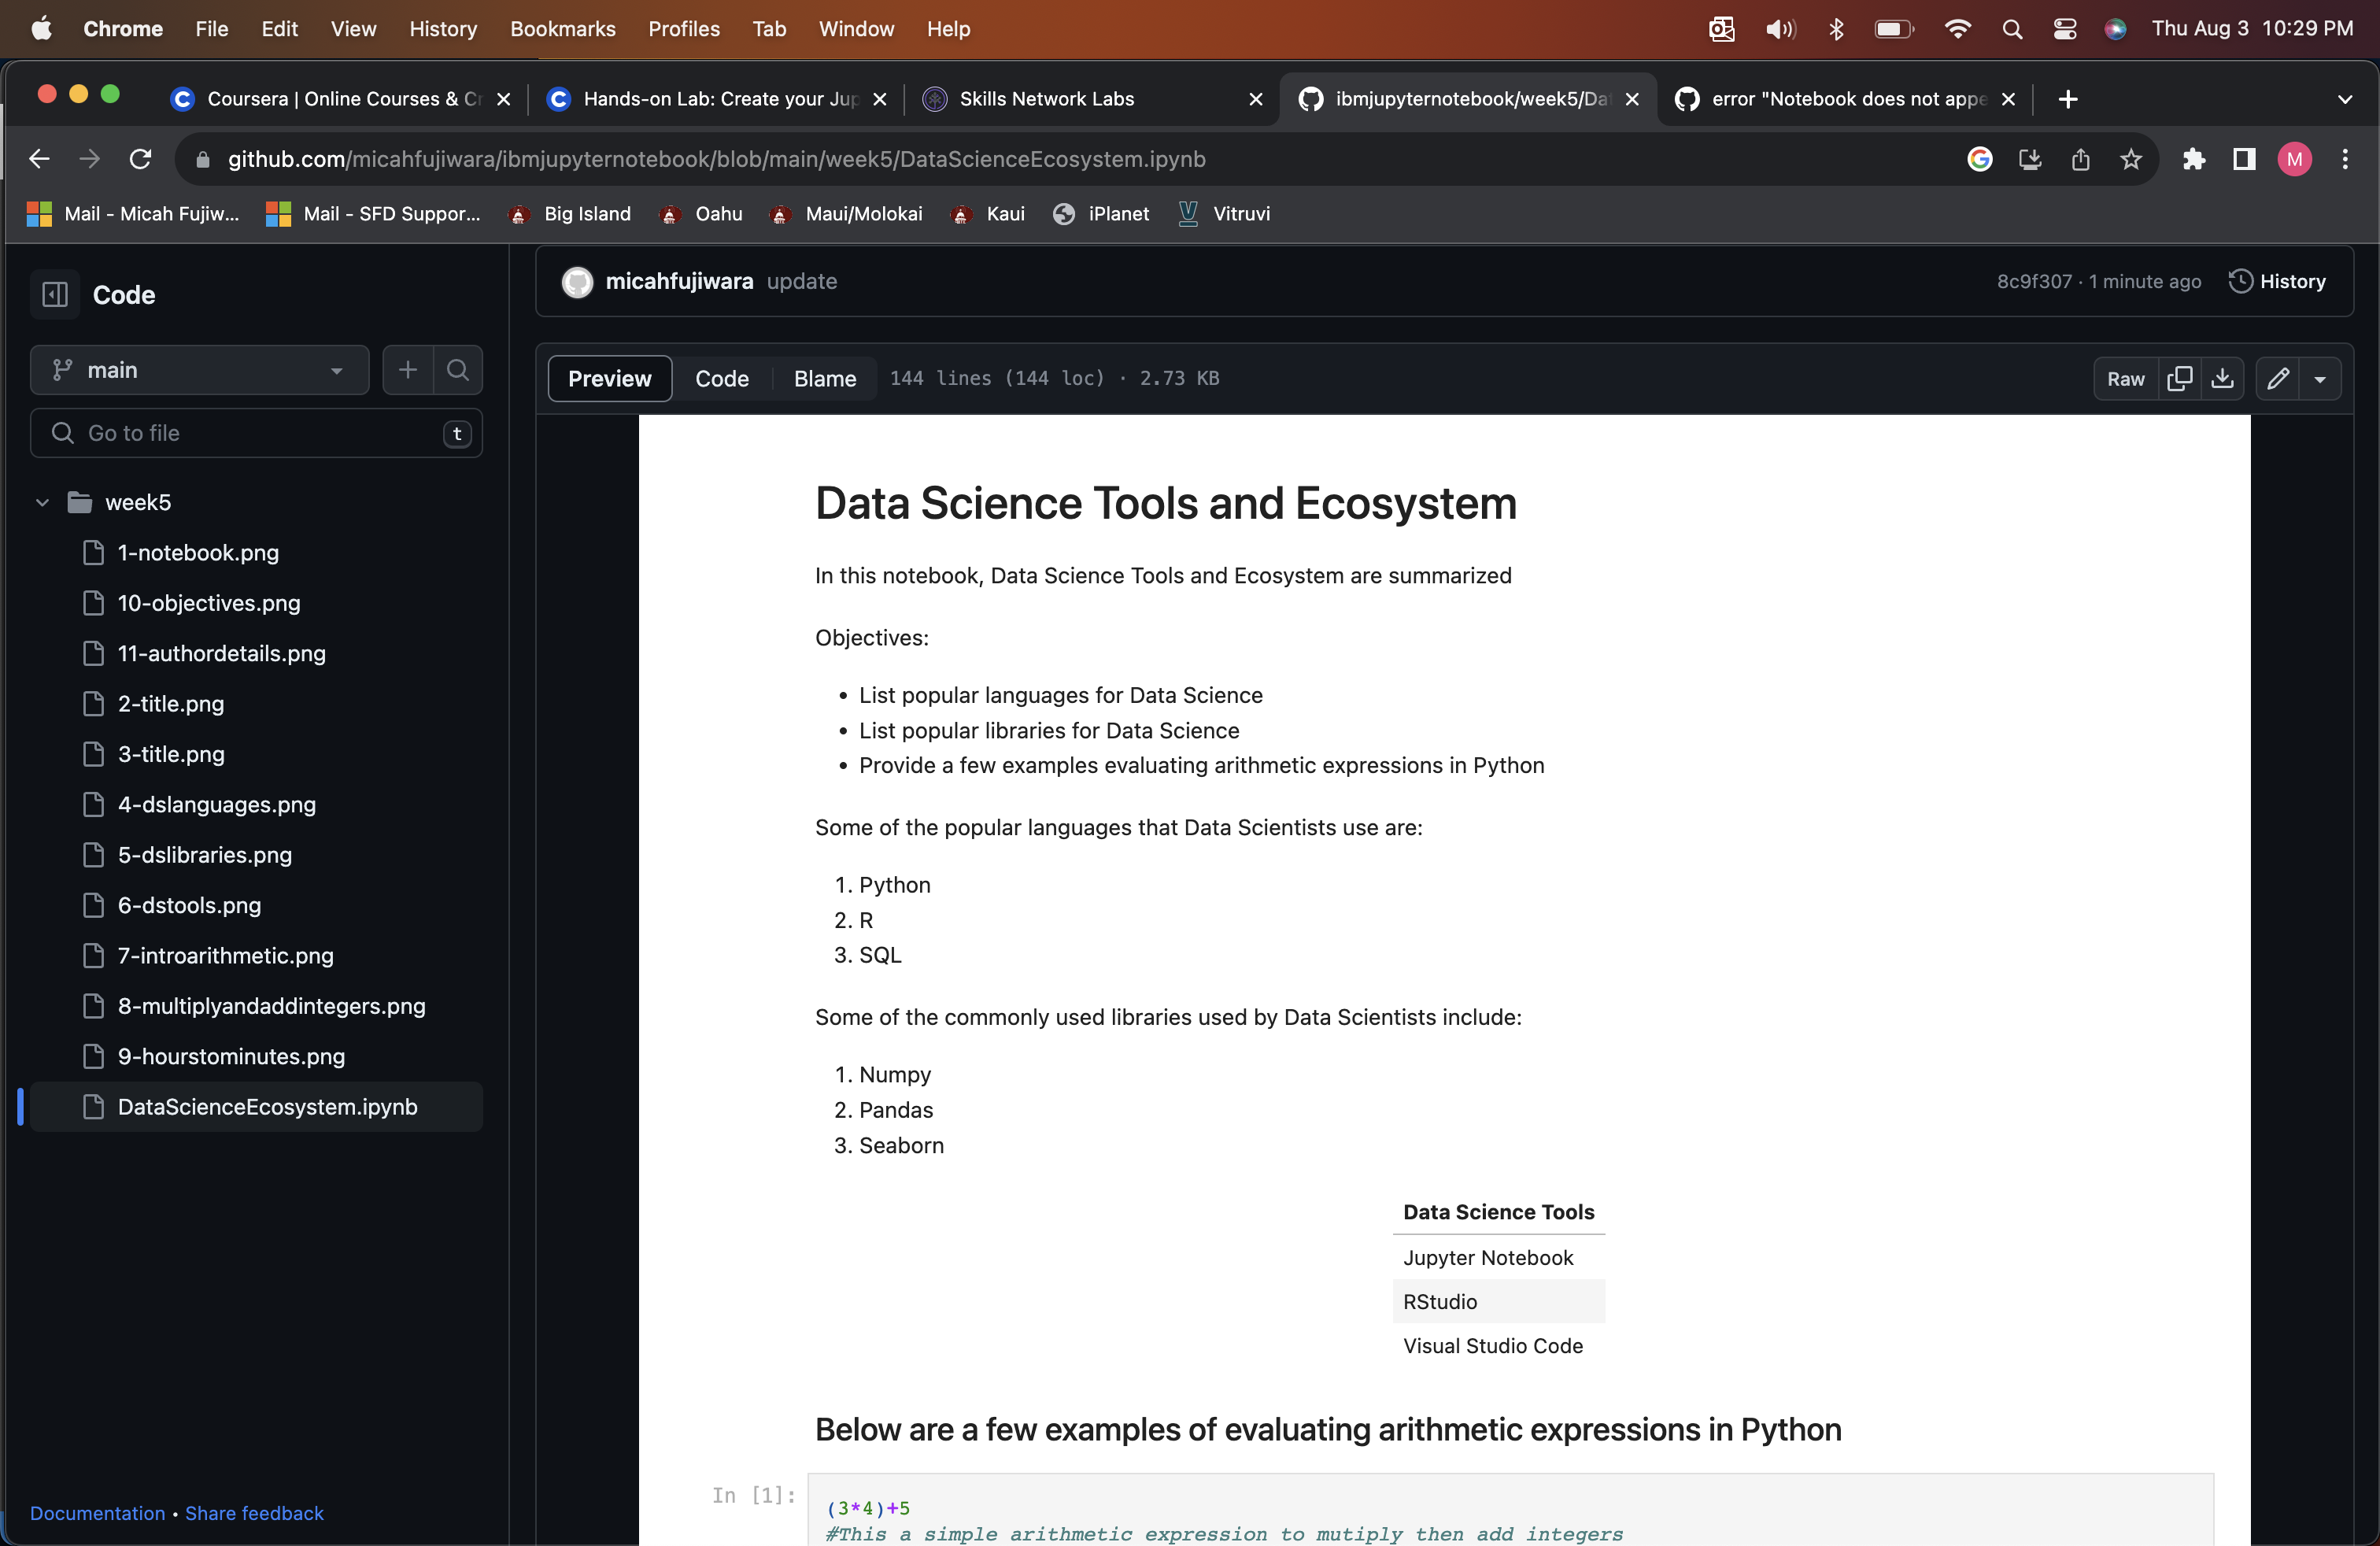 Chrome File Edit View History Bookmarks Profiles Tab Window Help Thu Aug 3 10:29 PM
Coursera | Online Courses & Cr Hands-on Lab: Create your Jup Skills Network Labs ibmjupyternotebook/week5/Dat error "Notebook does not appe
github.com/micahfujiwara/ibmjupyternotebook/blob/main/week5/DataScienceEcosystem.ipynb M
Mail - Micah Fujiw... Mail - SFD Suppor... Big Island Oahu Maui/Molokai Kaui iPlanet Vitruvi
Code
main
Go to file t
week5
1-notebook.png
10-objectives.png
11-authordetails.png
2-title.png
3-title.png
4-dslanguages.png
5-dslibraries.png
6-dstools.png
7-introarithmetic.png
8-multiplyandaddintegers.png
9-hourstominutes.png
DataScienceEcosystem.ipynb
Documentation • Share feedback
micahfujiwara update 8c9f307 · 1 minute ago History
Preview Code Blame 144 lines (144 loc) · 2.73 KB Raw
Data Science Tools and Ecosystem
In this notebook, Data Science Tools and Ecosystem are summarized
Objectives:
• List popular languages for Data Science
• List popular libraries for Data Science
• Provide a few examples evaluating arithmetic expressions in Python
Some of the popular languages that Data Scientists use are:
1. Python
2. R
3. SQL
Some of the commonly used libraries used by Data Scientists include:
1. Numpy
2. Pandas
3. Seaborn
Data Science Tools
Jupyter Notebook
RStudio
Visual Studio Code
Below are a few examples of evaluating arithmetic expressions in Python
In [1]:
(3*4)+5
#This a simple arithmetic expression to mutiply then add integers